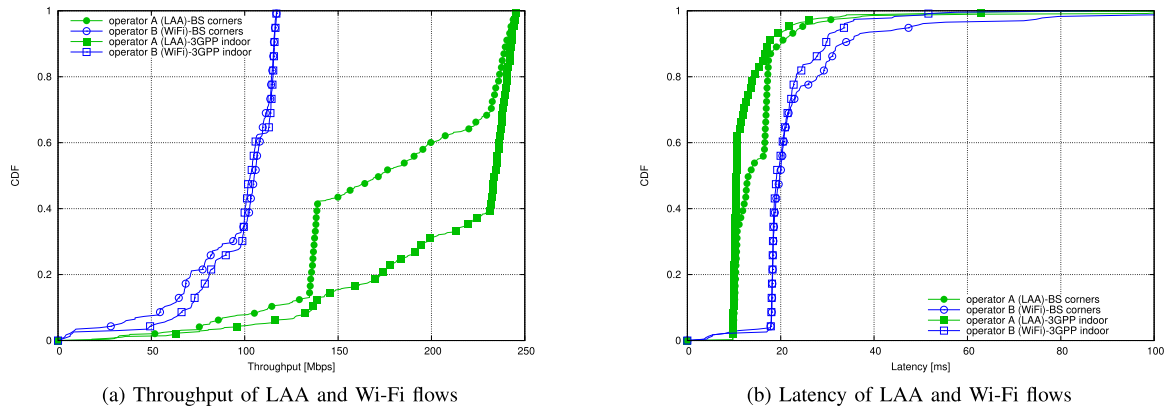 operator A (LAA)-BS corners
operator B (WiFi)-BS corners
operator A (LAA)-3GPP indoor
operator B (WiFi)-3GPP indoor
1
0.8
0.6
0.4
0.2
0
CDF
0 50 100 150 200 250
Throughput [Mbps]
(a) Throughput of LAA and Wi-Fi flows
1
0.8
0.6
0.4
0.2
0
CDF
operator A (LAA)-BS corners
operator B (WiFi)-BS corners
operator A (LAA)-3GPP indoor
operator B (WiFi)-3GPP indoor
0 20 40 60 80 100
Latency [ms]
(b) Latency of LAA and Wi-Fi flows